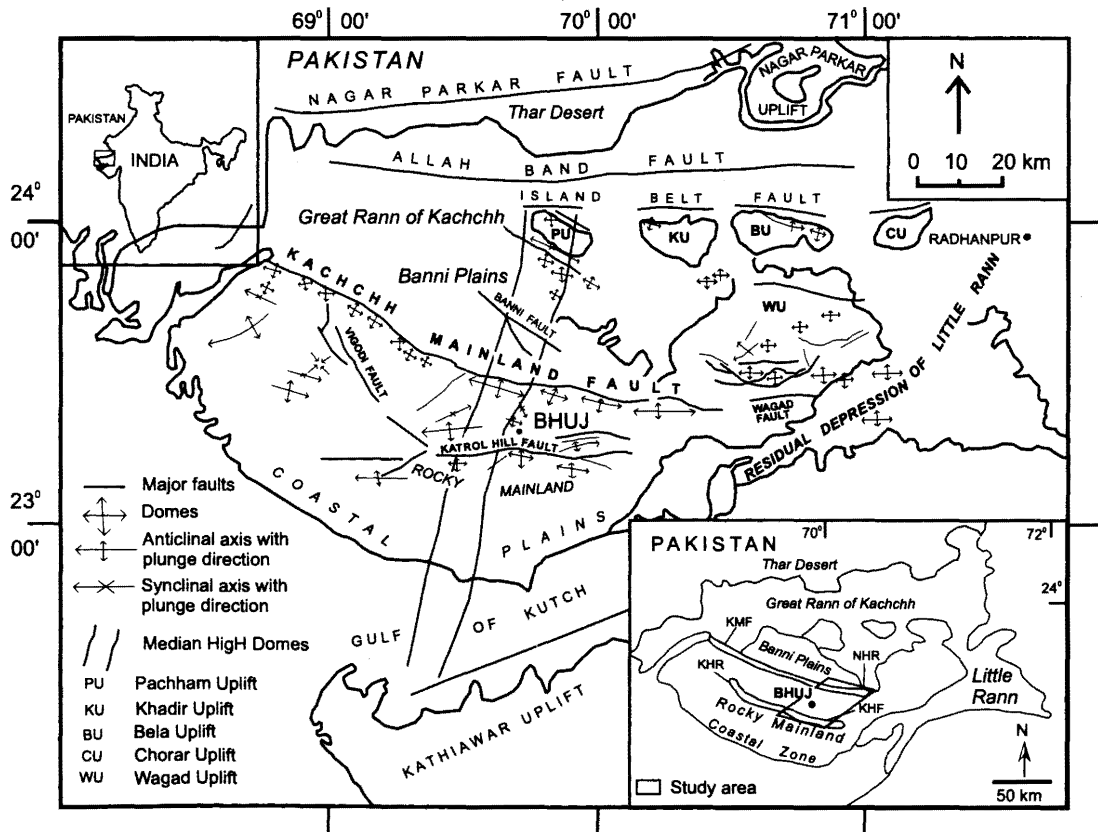 69° 00'
70° 00'
71° 00'
24° 00'
23° 00'
PAKISTAN
INDIA
PAKISTAN
NAGAR PARKAR FAULT
Thar Desert
NAGAR PARKAR
UPLIFT
N
0 10 20 km
ALLAH BAND FAULT
ISLAND BELT FAULT
Great Rann of Kachchh
PU
KU
BU
CU
RADHANPUR
Banni Plains
KACHCHH MAINLAND FAULT
BANNI FAULT
WU
VIGODI FAULT
WAGAD FAULT
RESIDUAL DEPRESSION OF LITTLE RANN
BHUJ
KATROL HILL FAULT
ROCKY MAINLAND
COASTAL PLAINS
GULF OF KUTCH
KATHIAWAR UPLIFT
Major faults
Domes
Anticlinal axis with
plunge direction
Synclinal axis with
plunge direction
Median HigH Domes
PU Pachham Uplift
KU Khadir Uplift
BU Bela Uplift
CU Chorar Uplift
WU Wagad Uplift
70°
72°
24°
PAKISTAN
Thar Desert
Great Rann of Kachchh
KMF
Banni Plains
NHR
KHR
BHUJ
KHF
Little
Rann
Rocky Mainland
Coastal Zone
N
Study area
50 km